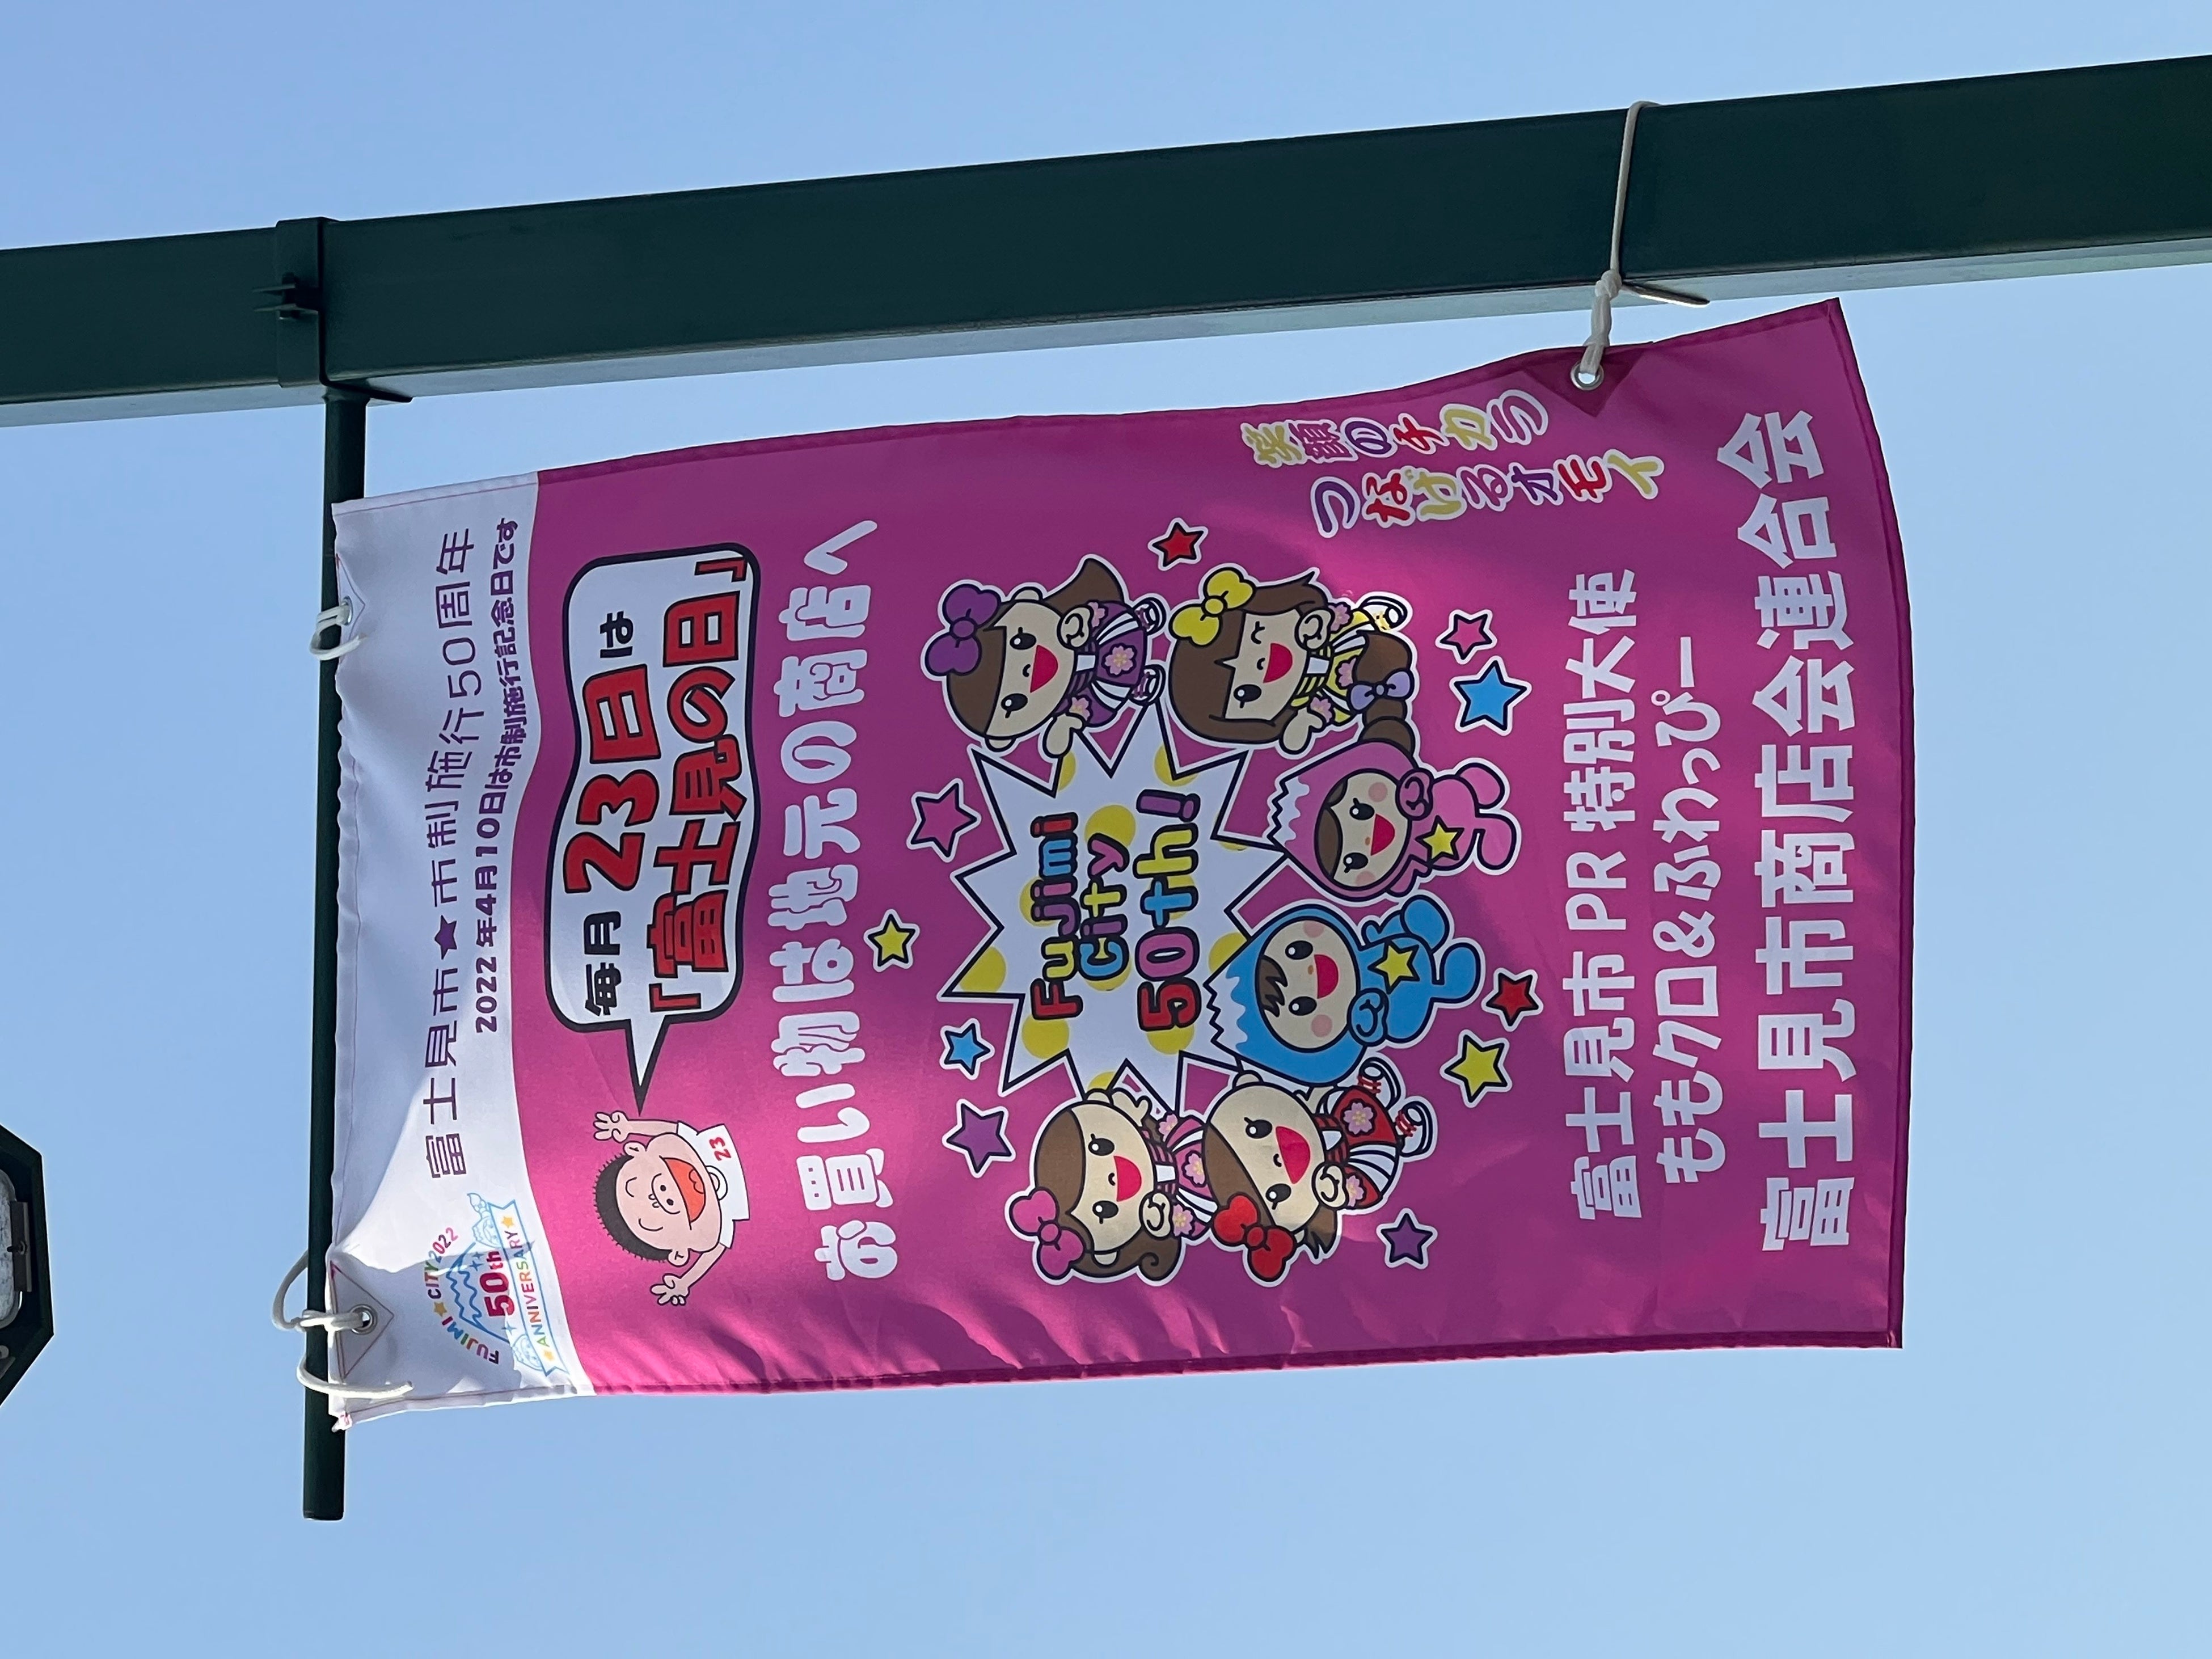 FUJIMI★CITY2022
50th
★ANNIVERSARY★
富士見市★市制施行50周年
2022年4月10日は市制施行記念日です
毎月23日は
「富士見の日」
23
お買い物は地元の商店へ
Fujimi
City
50th!
笑顔のチカラ
つなげるオモイ
富士見市 PR 特別大使
ももクロ&ふわっぴー
富士見市商店会連合会